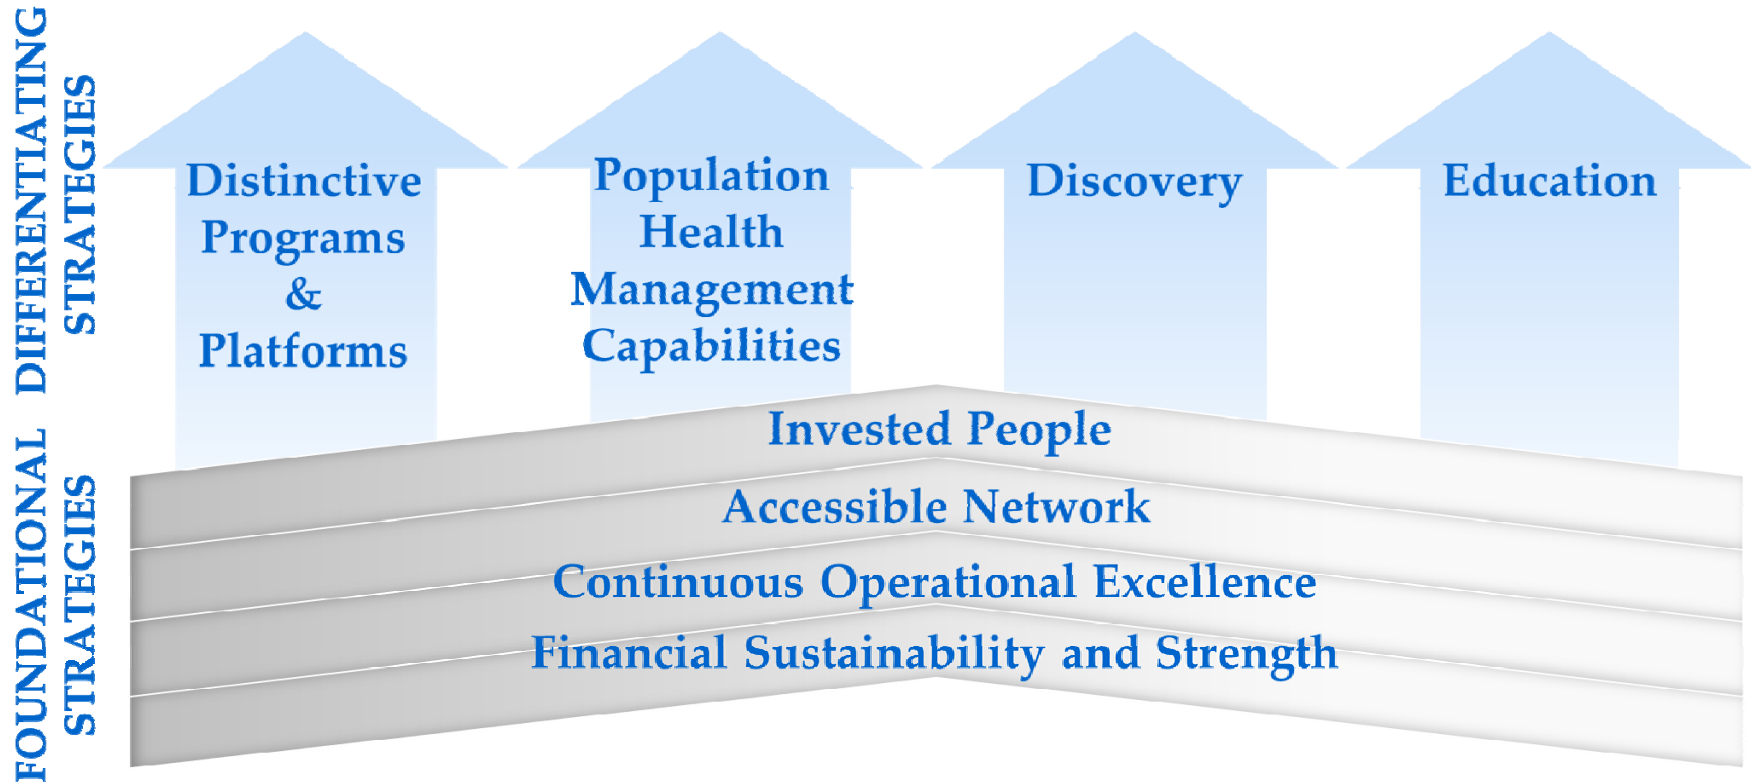 DIFFERENTIATING
STRATEGIES
Distinctive
Programs
&
Platforms
Population
Health
Management
Capabilities
Discovery
Education
FOUNDATIONAL
STRATEGIES
Invested People
Accessible Network
Continuous Operational Excellence
Financial Sustainability and Strength